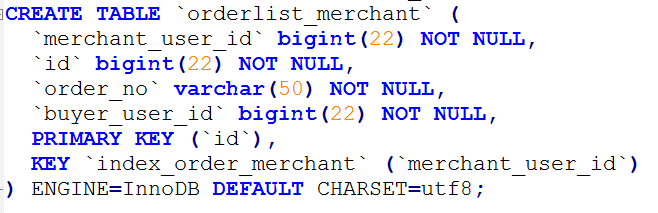 CREATE TABLE `orderlist_merchant` (
`merchant_user_id` bigint(22) NOT NULL,
`id` bigint(22) NOT NULL,
`order_no` varchar(50) NOT NULL,
`buyer_user_id` bigint(22) NOT NULL,
PRIMARY KEY (`id`),
KEY `index_order_merchant` (`merchant_user_id`)
) ENGINE=InnoDB DEFAULT CHARSET=utf8;